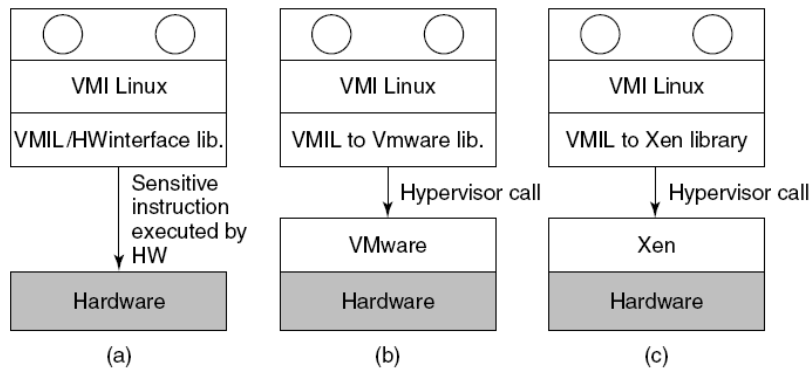 VMI Linux
VMIL/HWinterface lib.
Sensitive
instruction
executed by
HW
Hardware
(a)
VMI Linux
VMIL to Vmware lib.
Hypervisor call
VMware
Hardware
(b)
VMI Linux
VMIL to Xen library
Hypervisor call
Xen
Hardware
(c)